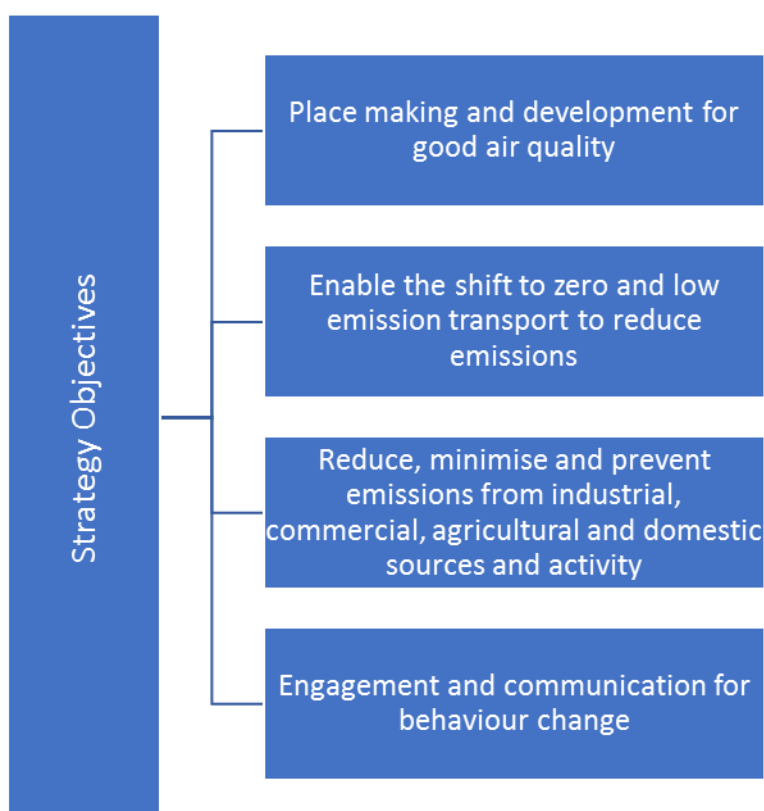 Strategy Objectives
Place making and development for
good air quality
Enable the shift to zero and low
emission transport to reduce
emissions
Reduce, minimise and prevent
emissions from industrial,
commercial, agricultural and domestic
sources and activity
Engagement and communication for
behaviour change